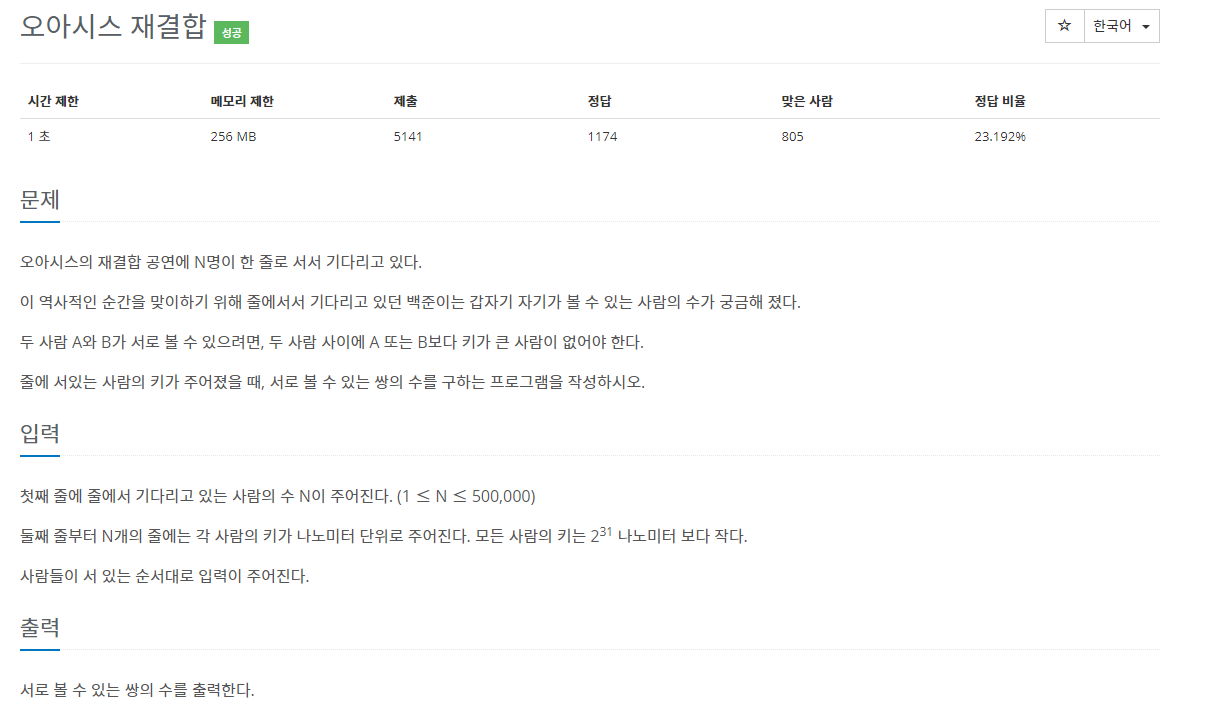 오아시스 재결합 성공
☆ 한국어
시간 제한 메모리 제한 제출 정답 맞은 사람 정답 비율
1 초 256 MB 5141 1174 805 23.192%
문제
오아시스의 재결합 공연에 N명이 한 줄로 서서 기다리고 있다.
이 역사적인 순간을 맞이하기 위해 줄에서서 기다리고 있던 백준이는 갑자기 자기가 볼 수 있는 사람의 수가 궁금해 졌다.
두 사람 A와 B가 서로 볼 수 있으려면, 두 사람 사이에 A 또는 B보다 키가 큰 사람이 없어야 한다.
줄에 서있는 사람의 키가 주어졌을 때, 서로 볼 수 있는 쌍의 수를 구하는 프로그램을 작성하시오.
입력
첫째 줄에 줄에서 기다리고 있는 사람의 수 N이 주어진다. (1 ≤ N ≤ 500,000)
둘째 줄부터 N개의 줄에는 각 사람의 키가 나노미터 단위로 주어진다. 모든 사람의 키는 2³¹ 나노미터 보다 작다.
사람들이 서 있는 순서대로 입력이 주어진다.
출력
서로 볼 수 있는 쌍의 수를 출력한다.